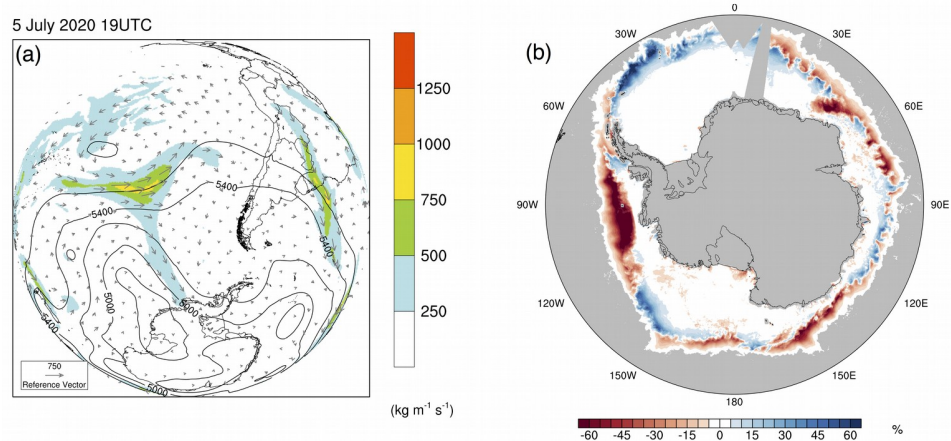 5 July 2020 19UTC
(a)
5400
5400
5400
5000
5000
5400
5000
750
Reference Vector
1250
1000
750
500
250
(kg m⁻¹ s⁻¹)
(b)
0
30W
30E
60W
60E
90W
90E
120W
120E
150W
150E
180
-60 -45 -30 -15 0 15 30 45 60 %